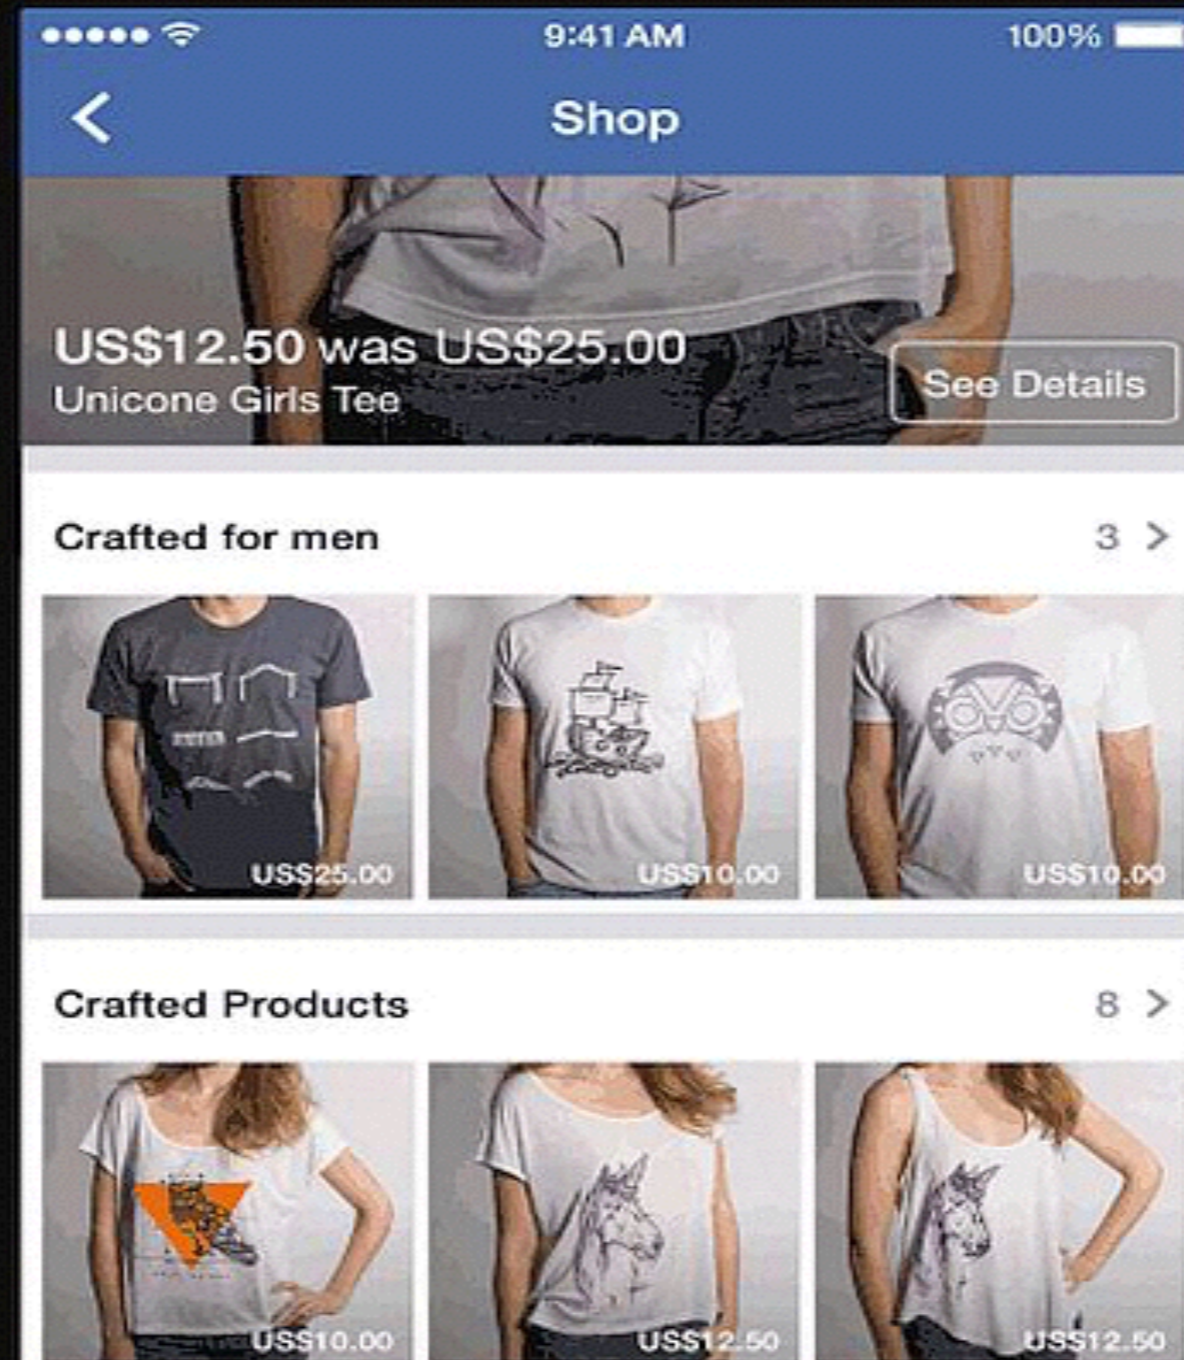 9:41 AM 100%
Shop
US$12.50 was US$25.00
Unicone Girls Tee
See Details
Crafted for men 3
US$25.00 US$10.00 US$10.00
Crafted Products 8
US$10.00 US$12.50 US$12.50